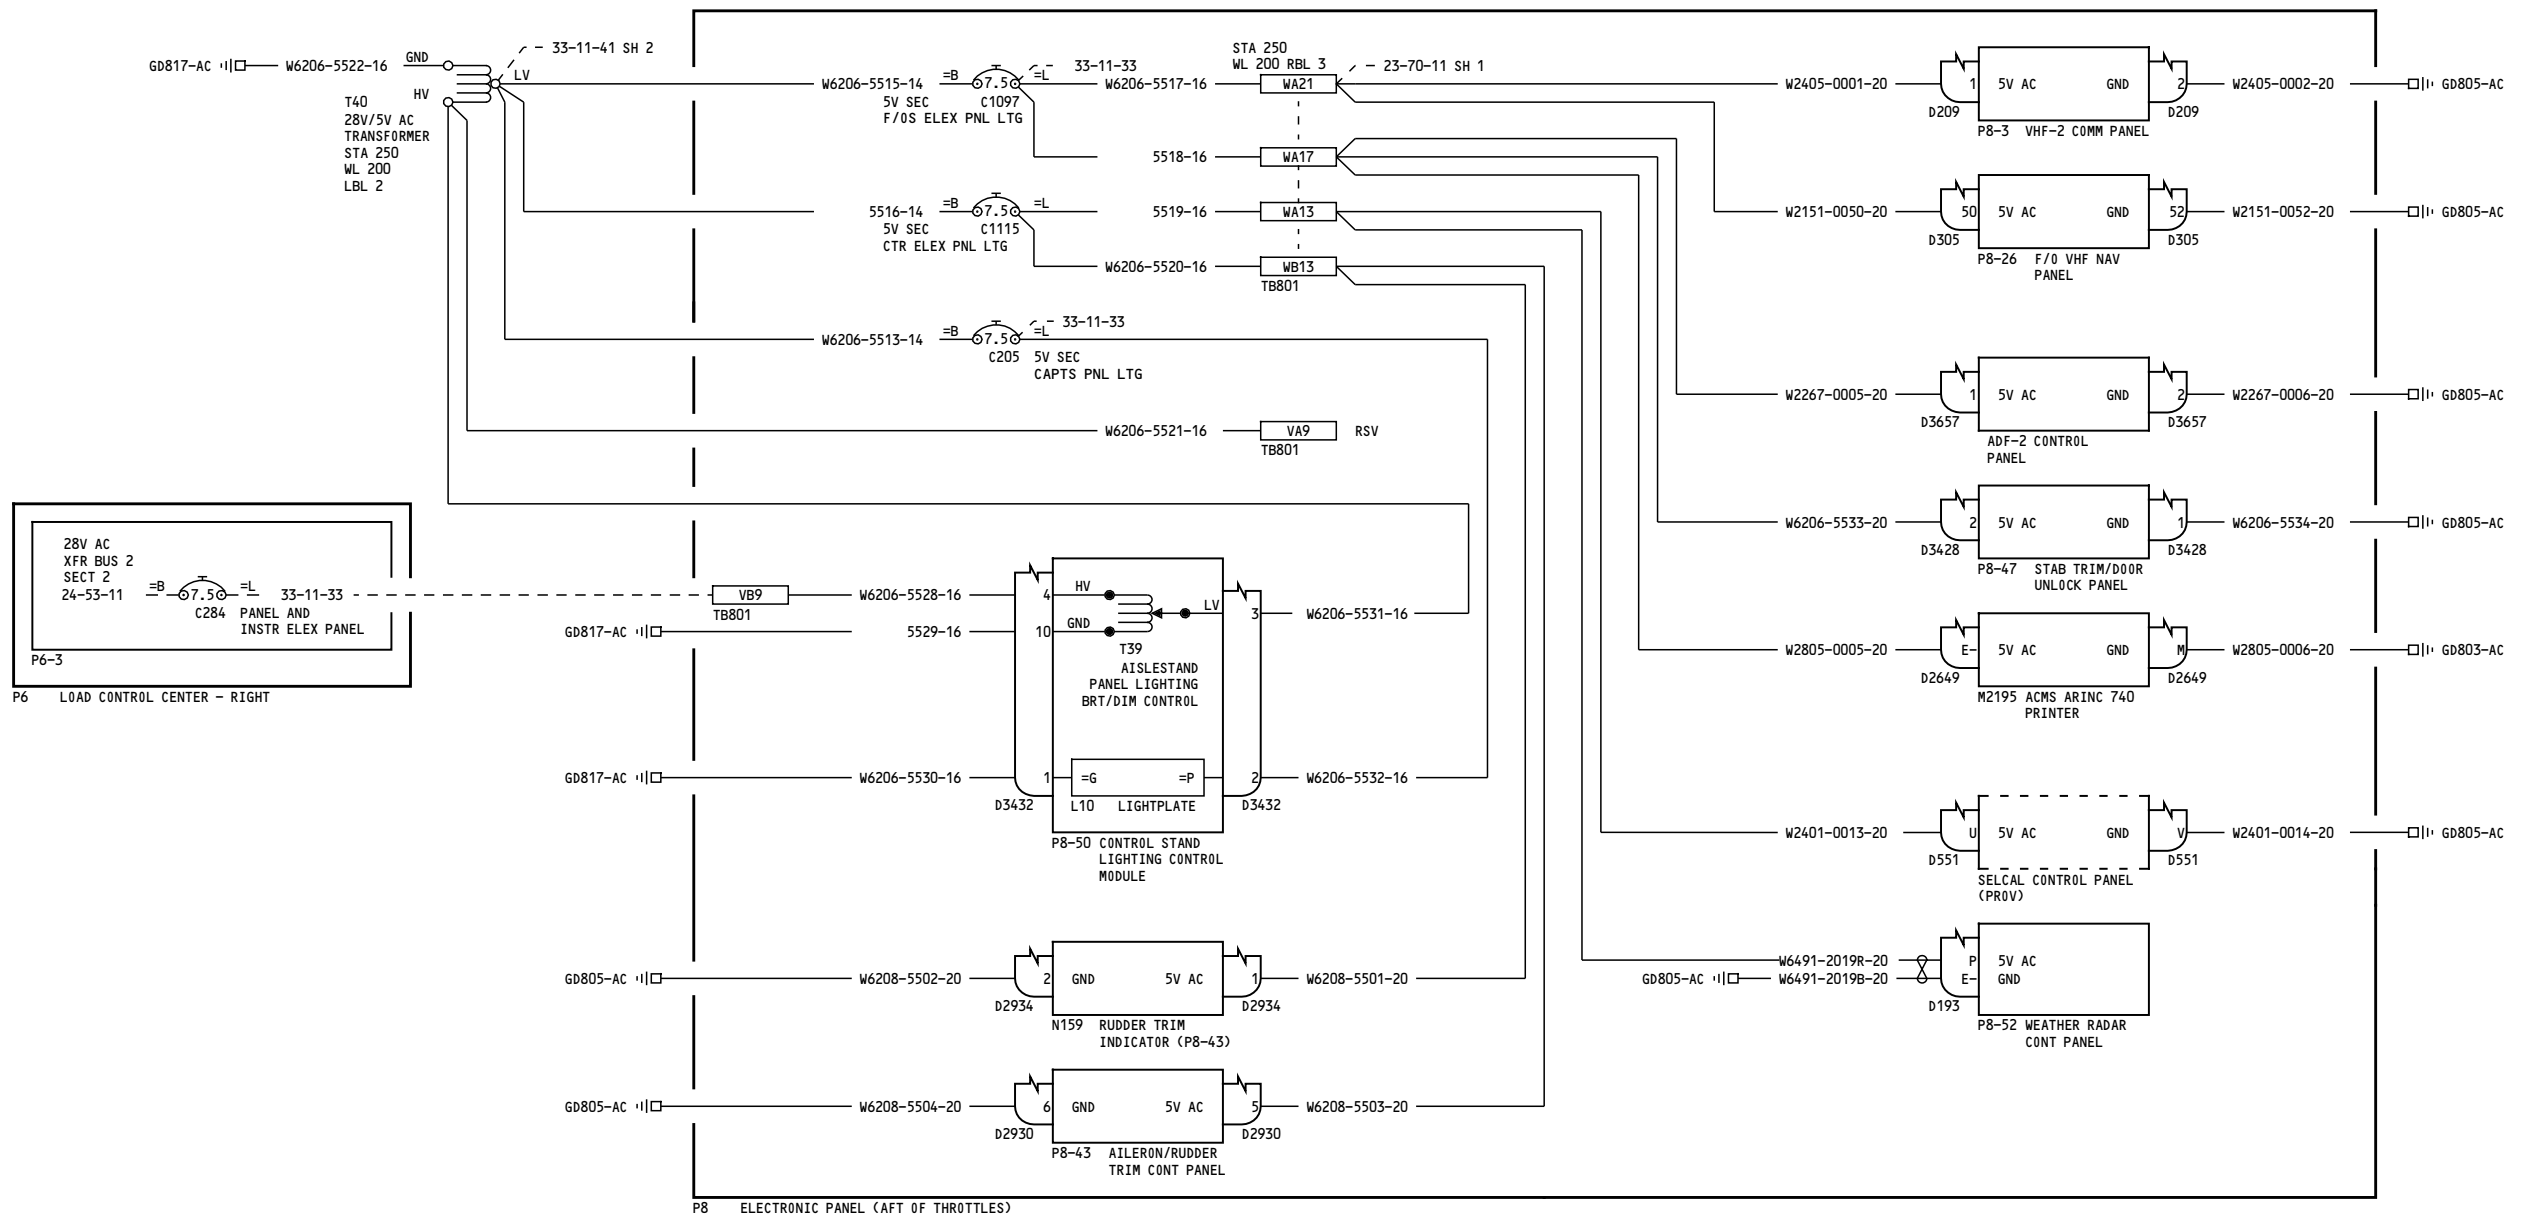 33-11-41 SH 2
GD817-AC
W6206-5522-16
GND
LV
HV
T40
28V/5V AC
TRANSFORMER
STA 250
WL 200
LBL 2
W6206-5515-14
=B
7.5
=L
33-11-33
5V SEC
C1097
F/OS ELEX PNL LTG
W6206-5517-16
STA 250
WL 200 RBL 3
WA21
23-70-11 SH 1
5518-16
WA17
5516-14
=B
7.5
=L
5V SEC
C1115
CTR ELEX PNL LTG
5519-16
WA13
W6206-5520-16
WB13
TB801
W6206-5513-14
=B
7.5
=L
33-11-33
C205
5V SEC
CAPTS PNL LTG
W6206-5521-16
VA9
RSV
TB801
28V AC
XFR BUS 2
SECT 2
24-53-11
=B
7.5
=L
33-11-33
C284
PANEL AND
INSTR ELEX PANEL
P6-3
P6
LOAD CONTROL CENTER - RIGHT
VB9
TB801
W6206-5528-16
4
HV
GD817-AC
5529-16
10
GND
LV
3
W6206-5531-16
T39
AISLESTAND
PANEL LIGHTING
BRT/DIM CONTROL
GD817-AC
W6206-5530-16
1
=G
=P
2
W6206-5532-16
D3432
L10
LIGHTPLATE
D3432
P8-50
CONTROL STAND
LIGHTING CONTROL
MODULE
GD805-AC
W6208-5502-20
2
GND
5V AC
1
W6208-5501-20
D2934
D2934
N159
RUDDER TRIM
INDICATOR (P8-43)
GD805-AC
W6208-5504-20
6
GND
5V AC
5
W6208-5503-20
D2930
D2930
P8-43
AILERON/RUDDER
TRIM CONT PANEL
W2405-0001-20
1
5V AC
GND
2
W2405-0002-20
GD805-AC
D209
D209
P8-3
VHF-2 COMM PANEL
W2151-0050-20
50
5V AC
GND
52
W2151-0052-20
GD805-AC
D305
D305
P8-26
F/O VHF NAV
PANEL
W2267-0005-20
1
5V AC
GND
2
W2267-0006-20
GD805-AC
D3657
D3657
ADF-2 CONTROL
PANEL
W6206-5533-20
2
5V AC
GND
1
W6206-5534-20
GD805-AC
D3428
D3428
P8-47
STAB TRIM/DOOR
UNLOCK PANEL
W2805-0005-20
E-
5V AC
GND
M
W2805-0006-20
GD803-AC
D2649
D2649
M2195 ACMS ARINC 740
PRINTER
W2401-0013-20
U
5V AC
GND
V
W2401-0014-20
GD805-AC
D551
D551
SELCAL CONTROL PANEL
(PROV)
W6491-2019R-20
P
5V AC
GD805-AC
W6491-2019B-20
E-
GND
D193
P8-52 WEATHER RADAR
CONT PANEL
P8
ELECTRONIC PANEL (AFT OF THROTTLES)